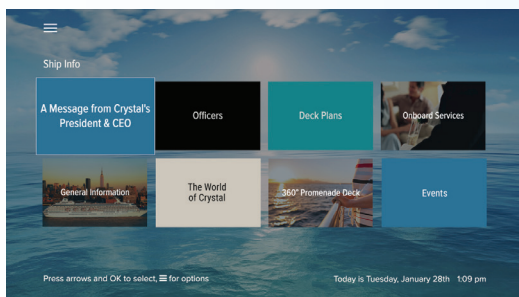 Ship Info
A Message from Crystal's
President & CEO
Officers
Deck Plans
Onboard Services
General Information
The World
of Crystal
360° Promenade Deck
Events
Press arrows and OK to select, ☰ for options
Today is Tuesday, January 28th 1:09 pm